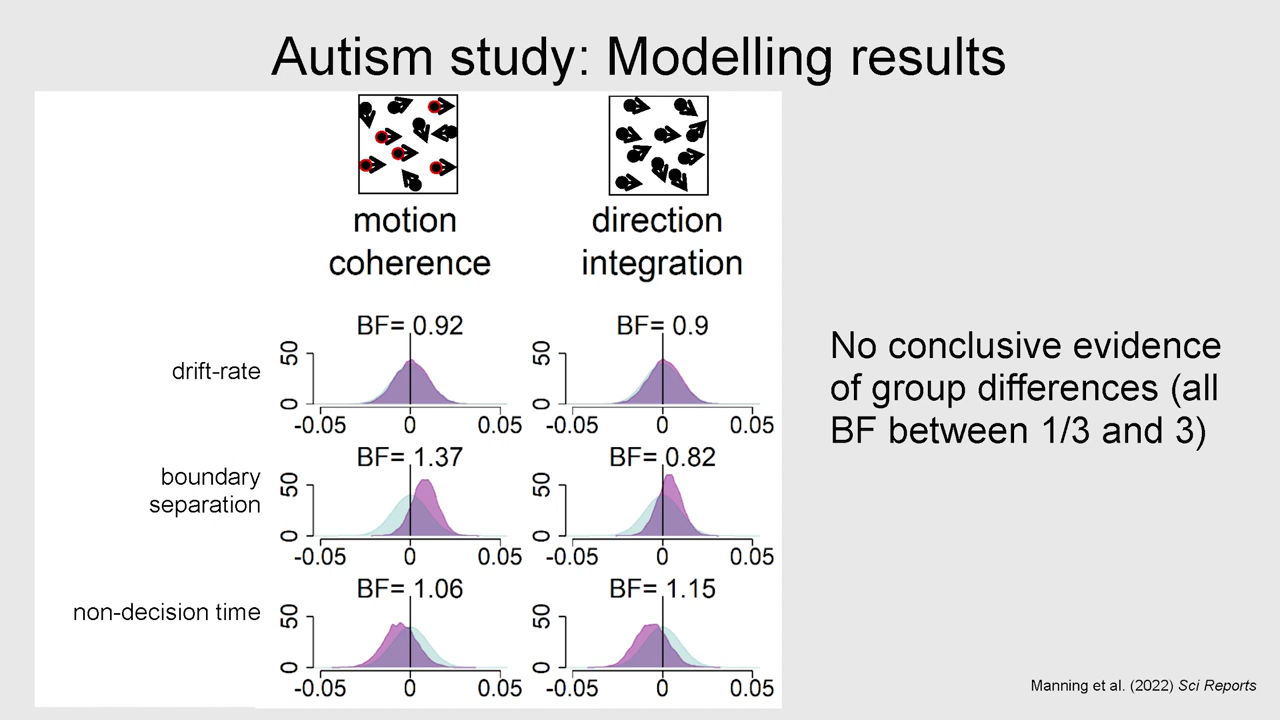 Autism study: Modelling results
motion
coherence
direction
integration
drift-rate
BF= 0.92
50
0
-0.05 0 0.05
BF= 0.9
50
0
-0.05 0 0.05
boundary
separation
BF= 1.37
50
0
-0.05 0 0.05
BF= 0.82
50
0
-0.05 0 0.05
non-decision time
BF= 1.06
50
0
-0.05 0 0.05
BF= 1.15
50
0
-0.05 0 0.05
No conclusive evidence
of group differences (all
BF between 1/3 and 3)
Manning et al. (2022) Sci Reports